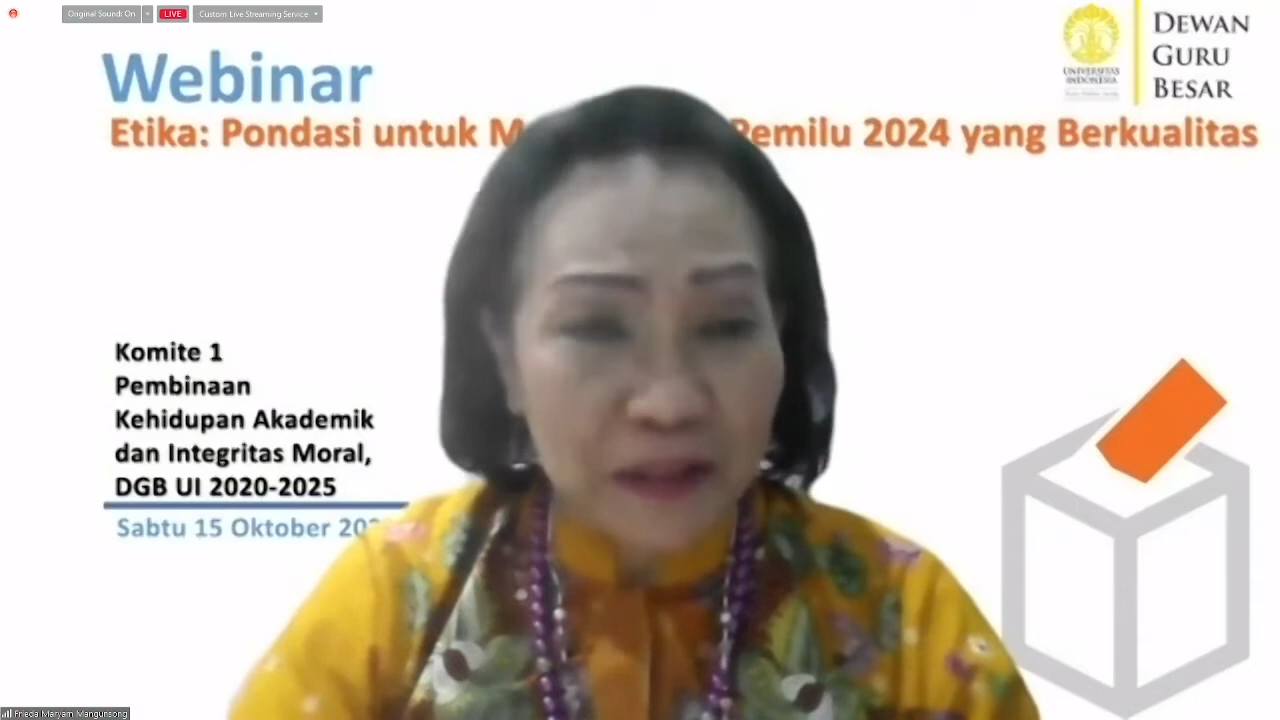 Original Sound: On
LIVE
Custom Live Streaming Service
Webinar
Etika: Pondasi untuk M
Pemilu 2024 yang Berkualitas
UNIVERSITAS
INDONESIA
DEWAN
GURU
BESAR
Komite 1
Pembinaan
Kehidupan Akademik
dan Integritas Moral,
DGB UI 2020-2025
Sabtu 15 Oktober 202
Frieda Maryam Mangunsong